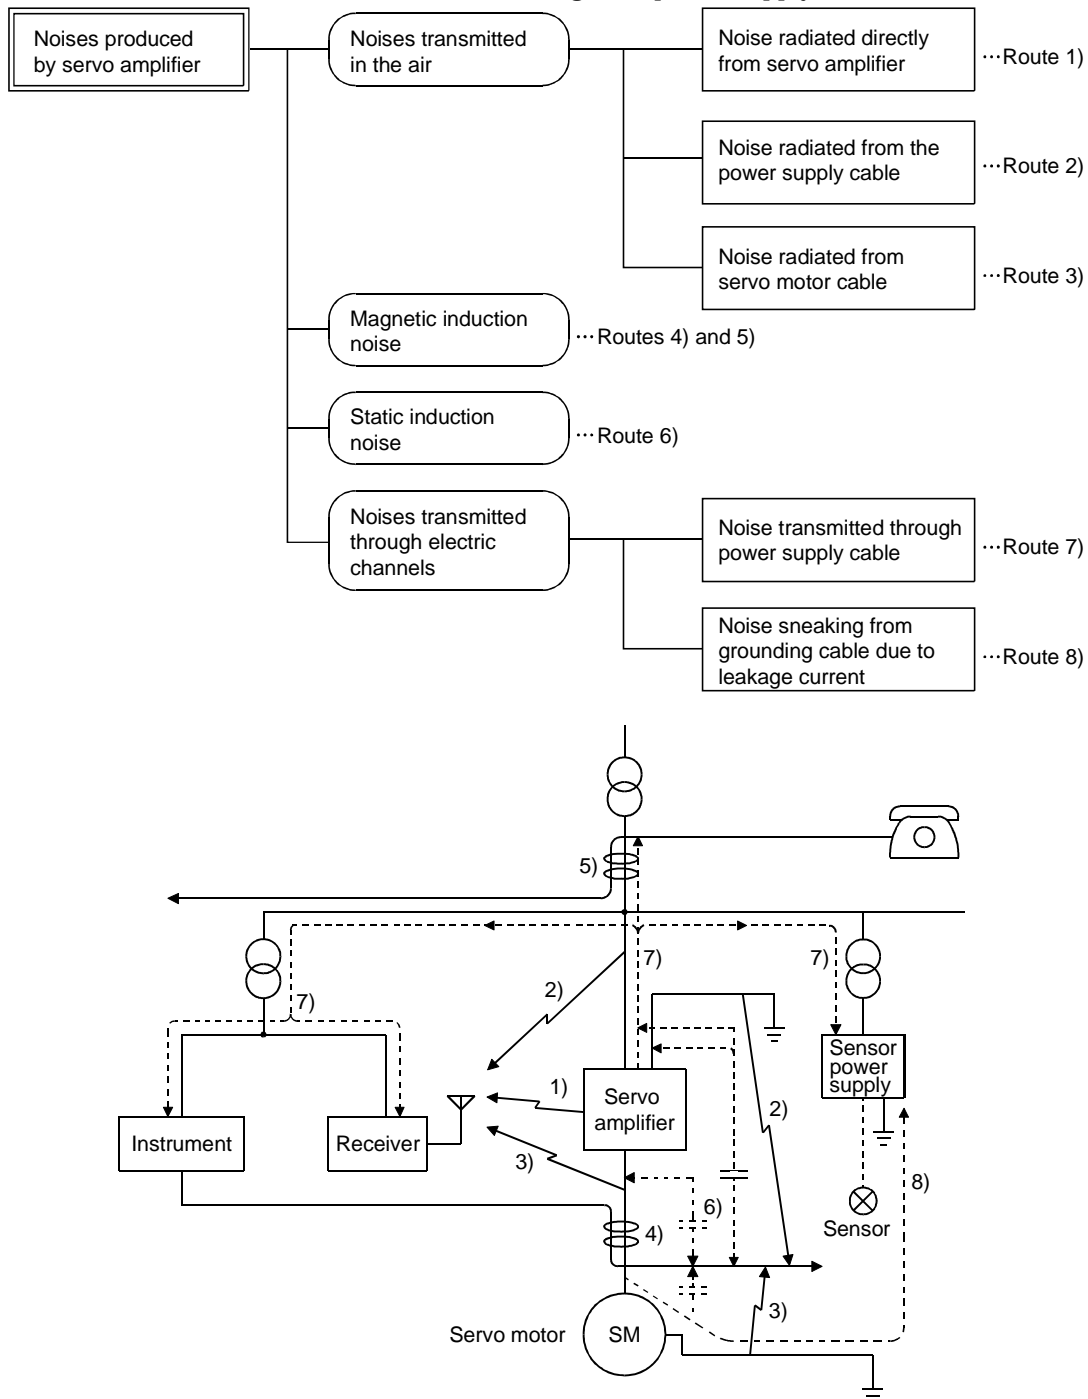 Noises produced
by servo amplifier
Noises transmitted
in the air
Noise radiated directly
from servo amplifier
…Route 1)
Noise radiated from the
power supply cable
…Route 2)
Noise radiated from
servo motor cable
…Route 3)
Magnetic induction
noise
…Routes 4) and 5)
Static induction
noise
…Route 6)
Noises transmitted
through electric
channels
Noise transmitted through
power supply cable
…Route 7)
Noise sneaking from
grounding cable due to
leakage current
…Route 8)
5)
7)
7)
2)
7)
Sensor
power
supply
1)
Servo
amplifier
2)
Instrument
Receiver
3)
8)
6)
Sensor
4)
3)
Servo motor
SM